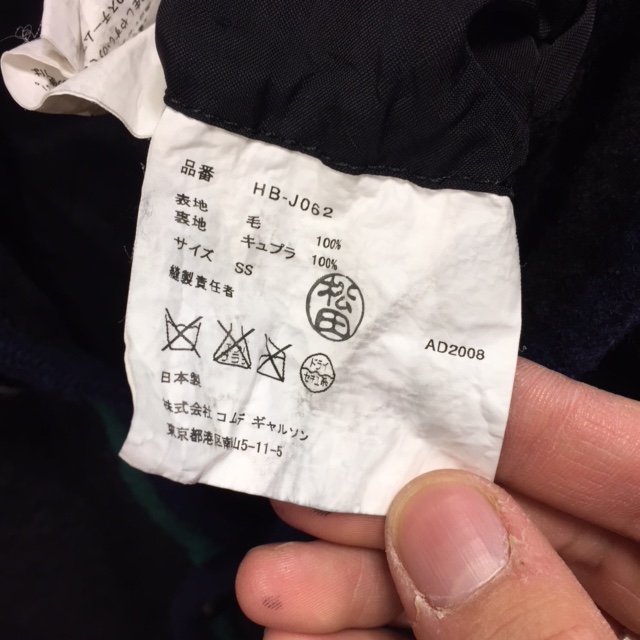 品番 HB-J062
表地 毛 100%
裏地 キュプラ 100%
サイズ SS
縫製責任者
松田
AD2008
日本製
株式会社 コムデ ギャルソン
東京都港区南青山5-11-5